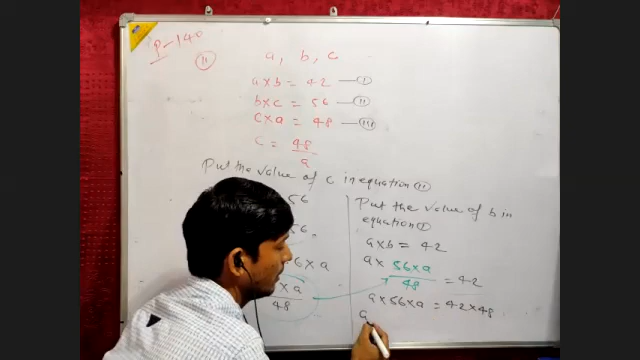 P-140
11
a, b, c
a×b = 42 —— I
b×c = 56 —— II
c×a = 48 —— III
c = 48/a
Put the value of c in equation II
56
56
6×a
×a/48
Put the value of b in
equation I
a×b = 42
a× 56×a/48 = 42
a×56×a = 42×48
a